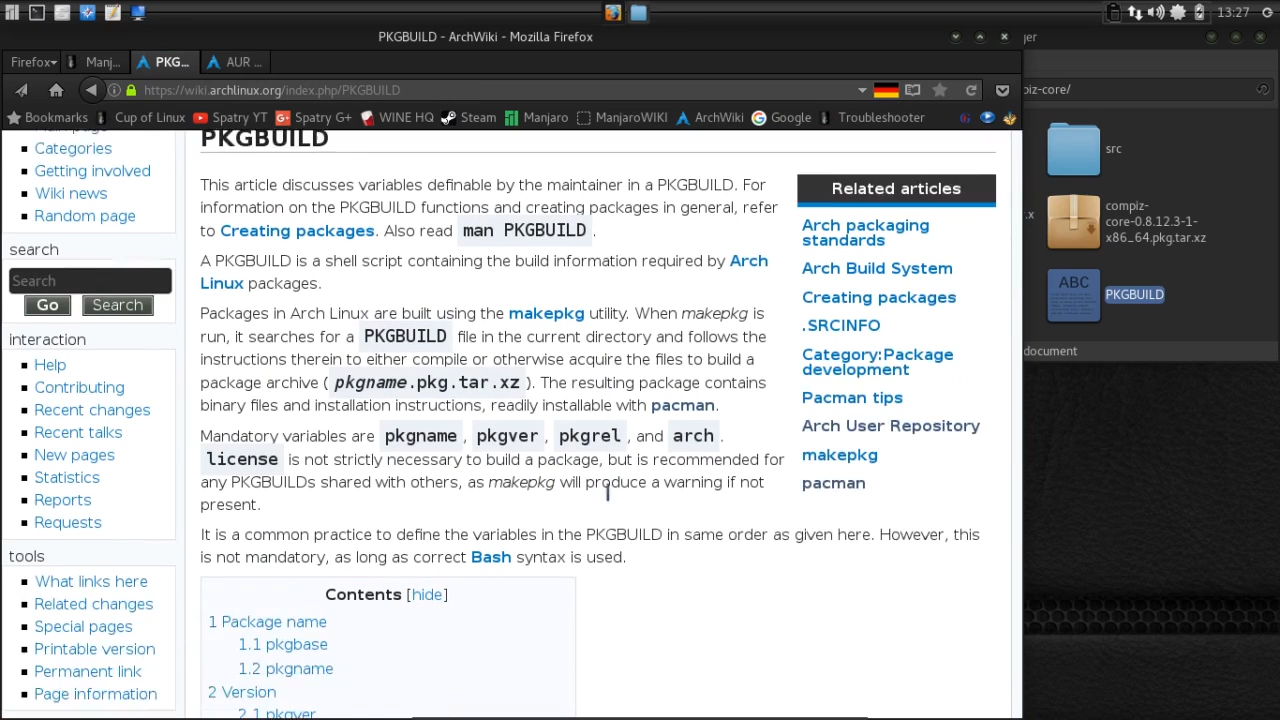 13:27
PKGBUILD - ArchWiki - Mozilla Firefox
ger
Firefox
Manj...
PKG...
AUR ...
https://wiki.archlinux.org/index.php/PKGBUILD
piz-core/
Bookmarks
Cup of Linux
Spatry YT
Spatry G+
WINE HQ
Steam
Manjaro
ManjaroWIKI
ArchWiki
Google
Troubleshooter
Main page
Categories
Getting involved
Wiki news
Random page
search
Search
Go
Search
interaction
Help
Contributing
Recent changes
Recent talks
New pages
Statistics
Reports
Requests
tools
What links here
Related changes
Special pages
Printable version
Permanent link
Page information
PKGBUILD
This article discusses variables definable by the maintainer in a PKGBUILD. For
information on the PKGBUILD functions and creating packages in general, refer
to Creating packages. Also read man PKGBUILD .
A PKGBUILD is a shell script containing the build information required by Arch
Linux packages.
Packages in Arch Linux are built using the makepkg utility. When makepkg is
run, it searches for a PKGBUILD file in the current directory and follows the
instructions therein to either compile or otherwise acquire the files to build a
package archive ( pkgname.pkg.tar.xz ). The resulting package contains
binary files and installation instructions, readily installable with pacman.
Mandatory variables are pkgname , pkgver , pkgrel , and arch .
license is not strictly necessary to build a package, but is recommended for
any PKGBUILDs shared with others, as makepkg will produce a warning if not
present.
It is a common practice to define the variables in the PKGBUILD in same order as given here. However, this
is not mandatory, as long as correct Bash syntax is used.
Contents [hide]
1 Package name
1.1 pkgbase
1.2 pkgname
2 Version
2.1 pkgver
Related articles
Arch packaging
standards
Arch Build System
Creating packages
.SRCINFO
Category:Package
development
Pacman tips
Arch User Repository
makepkg
pacman
src
.x
compiz-
core-0.8.12.3-1-
x86_64.pkg.tar.xz
ABC
PKGBUILD
document